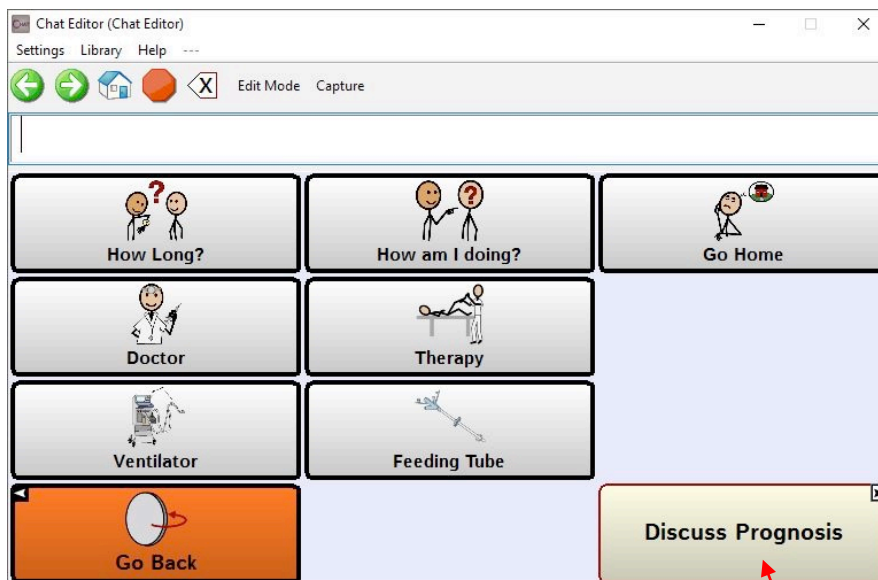 Chat Editor (Chat Editor)
Settings Library Help ---
X Edit Mode Capture
? ?
How Long? How am I doing? Go Home
Doctor Therapy
Ventilator Feeding Tube
Go Back Discuss Prognosis